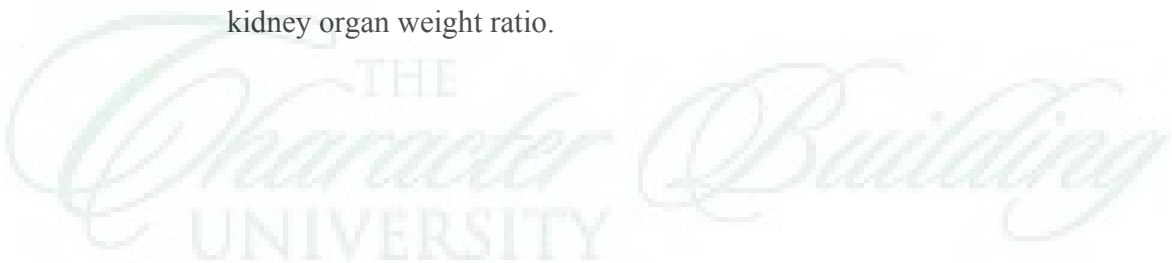 kidney organ weight ratio.
THE
Character Building
UNIVERSITY